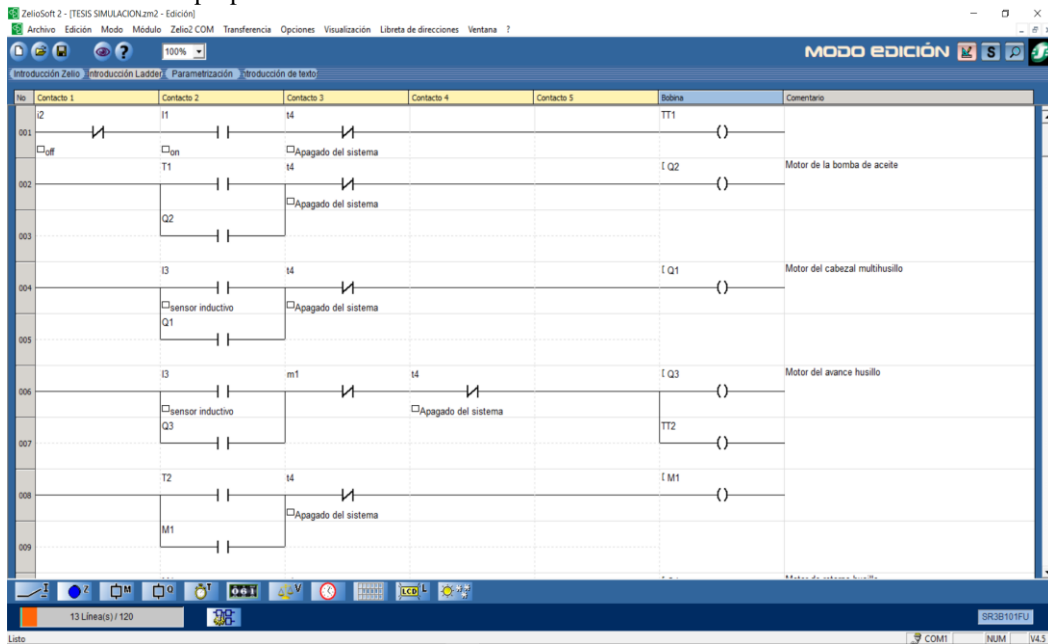 ZelioSoft 2 - [TESIS SIMULACION.zm2 - Edición]
Archivo Edición Modo Módulo Zelio2 COM Transferencia Opciones Visualización Libreta de direcciones Ventana ?
100% MODO EDICIÓN
Introducción Zelio ntroducción Ladder Parametrización ntroducción de texto
No Contacto 1 Contacto 2 Contacto 3 Contacto 4 Contacto 5 Bobina Comentario
i2 I1 t4 TT1
001
off on Apagado del sistema
T1 t4 [ Q2 Motor de la bomba de aceite
002
Apagado del sistema
Q2
003
I3 t4 [ Q1 Motor del cabezal multihusillo
004
sensor inductivo Apagado del sistema
Q1
005
I3 m1 t4 [ Q3 Motor del avance husillo
006
sensor inductivo Apagado del sistema
Q3 TT2
007
T2 t4 [ M1
008
Apagado del sistema
M1
009
I Z M Q T V LCD L
13 Línea(s) / 120 SR3B101FU
Listo COM1 NUM V4.5